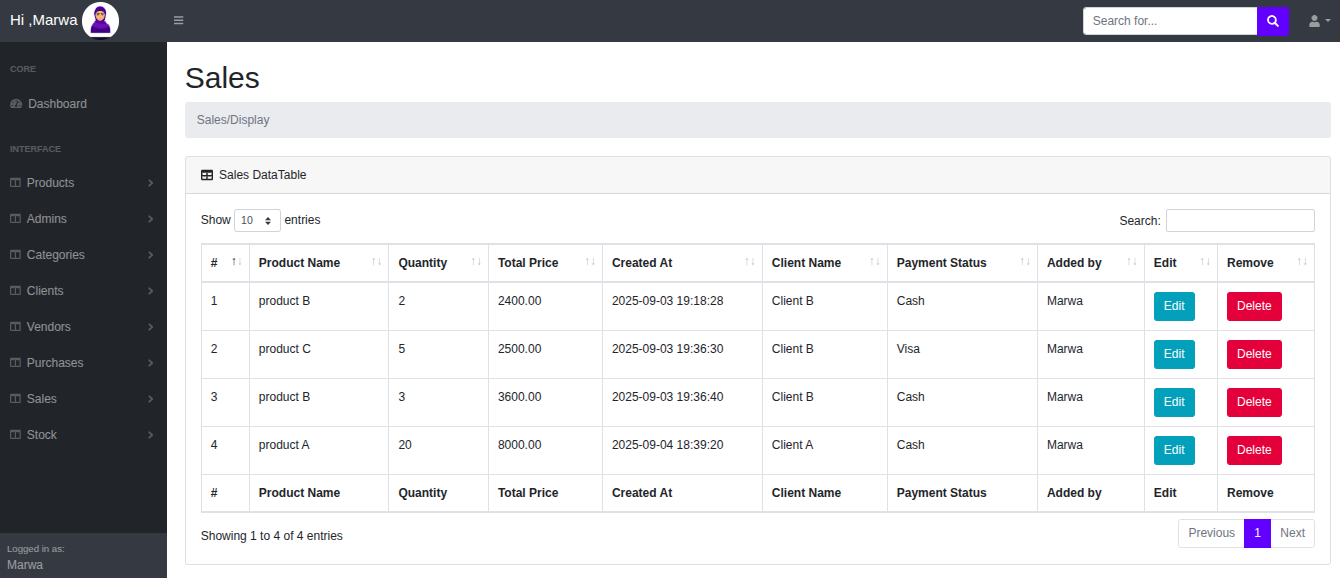 Hi ,Marwa
Search for...
CORE
Dashboard
INTERFACE
Products
Admins
Categories
Clients
Vendors
Purchases
Sales
Stock
Logged in as:
Marwa
Sales
Sales/Display
Sales DataTable
Show 10 entries
Search:
# Product Name Quantity Total Price Created At Client Name Payment Status Added by Edit Remove
1 product B 2 2400.00 2025-09-03 19:18:28 Client B Cash Marwa Edit Delete
2 product C 5 2500.00 2025-09-03 19:36:30 Client B Visa Marwa Edit Delete
3 product B 3 3600.00 2025-09-03 19:36:40 Client B Cash Marwa Edit Delete
4 product A 20 8000.00 2025-09-04 18:39:20 Client A Cash Marwa Edit Delete
# Product Name Quantity Total Price Created At Client Name Payment Status Added by Edit Remove
Showing 1 to 4 of 4 entries
Previous 1 Next